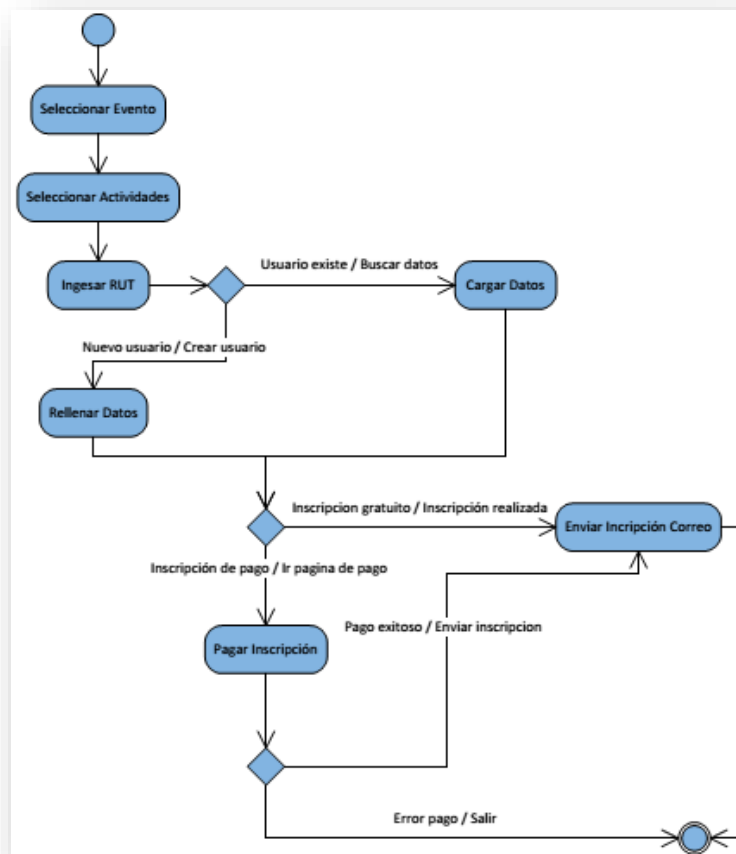 Seleccionar Evento
Seleccionar Actividades
Usuario existe / Buscar datos
Ingesar RUT
Cargar Datos
Nuevo usuario / Crear usuario
Rellenar Datos
Inscripcion gratuito / Inscripción realizada
Enviar Incripción Correo
Inscripción de pago / Ir pagina de pago
Pago exitoso / Enviar inscripcion
Pagar Inscripción
Error pago / Salir